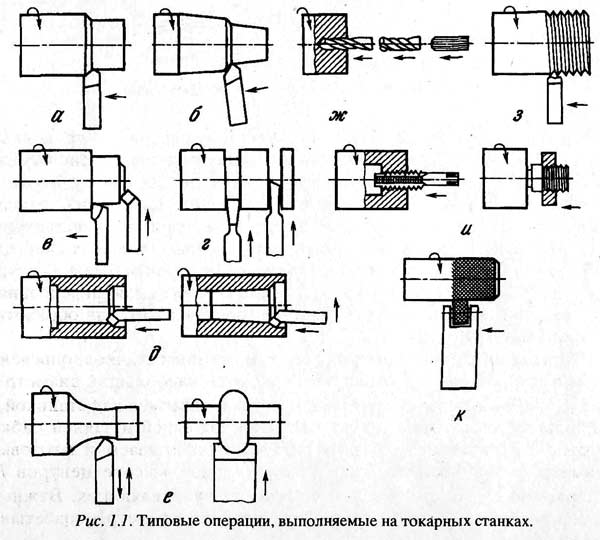 а
б
ж
з
в
г
и
д
к
е
Рис. 1.1. Типовые операции, выполняемые на токарных станках.